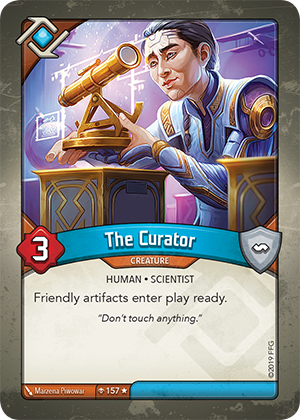 3
The Curator
CREATURE
HUMAN • SCIENTIST
Friendly artifacts enter play ready.
"Don't touch anything."
Marzena Piwowar
157
©2019 FFG